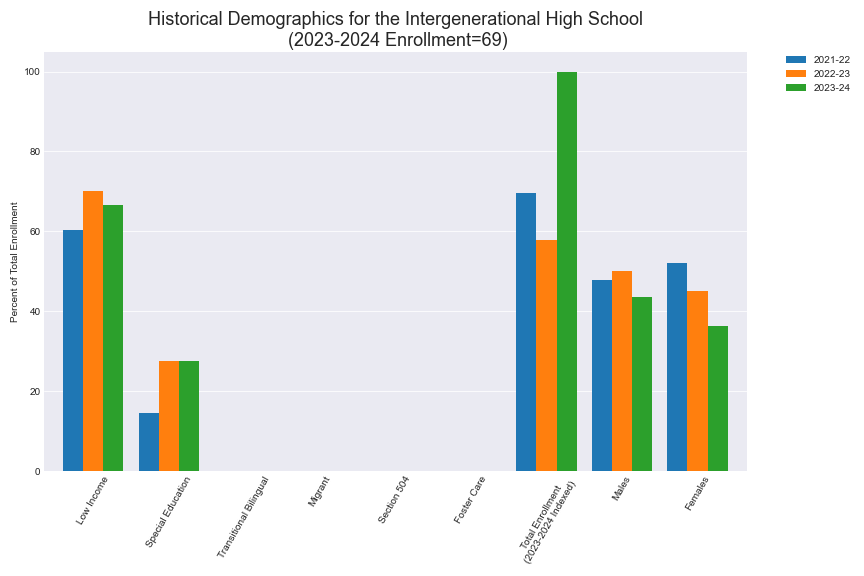 Historical Demographics for the Intergenerational High School
(2023-2024 Enrollment=69)
2021-22
2022-23
2023-24
Percent of Total Enrollment
100
80
60
40
20
0
Low Income
Special Education
Transitional Bilingual
Migrant
Section 504
Foster Care
Total Enrollment
(2023-2024 Indexed)
Males
Females